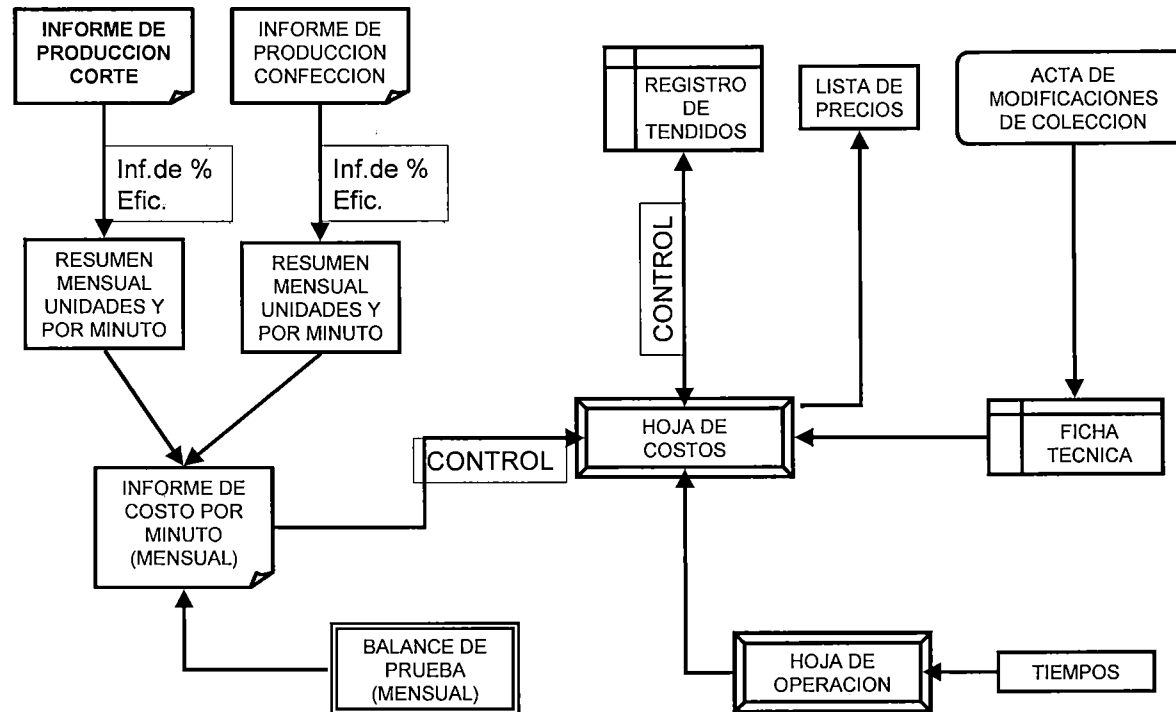 INFORME DE
PRODUCCION
CORTE
INFORME DE
PRODUCCION
CONFECCION
REGISTRO
DE
TENDIDOS
LISTA DE
PRECIOS
ACTA DE
MODIFICACIONES
DE COLECCION
Inf.de %
Efic.
Inf.de %
Efic.
CONTROL
RESUMEN
MENSUAL
UNIDADES Y
POR MINUTO
RESUMEN
MENSUAL
UNIDADES Y
POR MINUTO
HOJA DE
COSTOS
FICHA
TECNICA
CONTROL
INFORME DE
COSTO POR
MINUTO
(MENSUAL)
BALANCE DE
PRUEBA
(MENSUAL)
HOJA DE
OPERACION
TIEMPOS